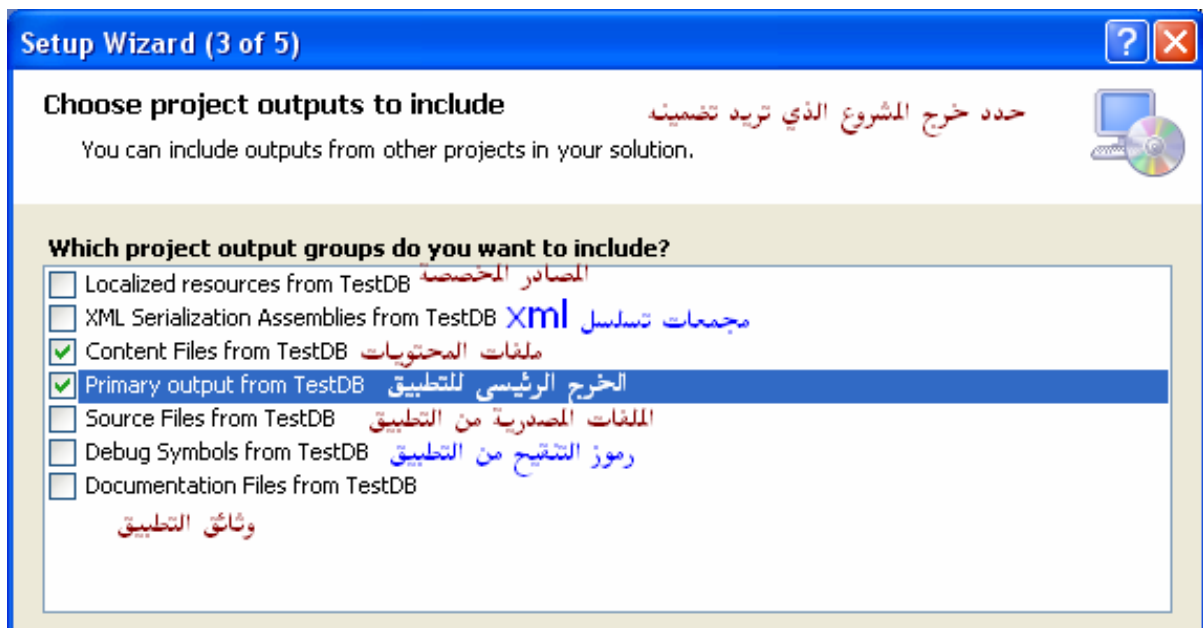 Setup Wizard (3 of 5)
Choose project outputs to include حدد خرج المشروع الذي تريد تضمينه
You can include outputs from other projects in your solution.
Which project output groups do you want to include?
Localized resources from TestDB المصادر المخصصة
XML Serialization Assemblies from TestDB مجمعات تسلسل xml
Content Files from TestDB ملفات المحتويات
Primary output from TestDB الخرج الرئيسي للتطبيق
Source Files from TestDB الملفات المصدرية من التطبيق
Debug Symbols from TestDB رموز التنقيح من التطبيق
Documentation Files from TestDB
وثائق التطبيق